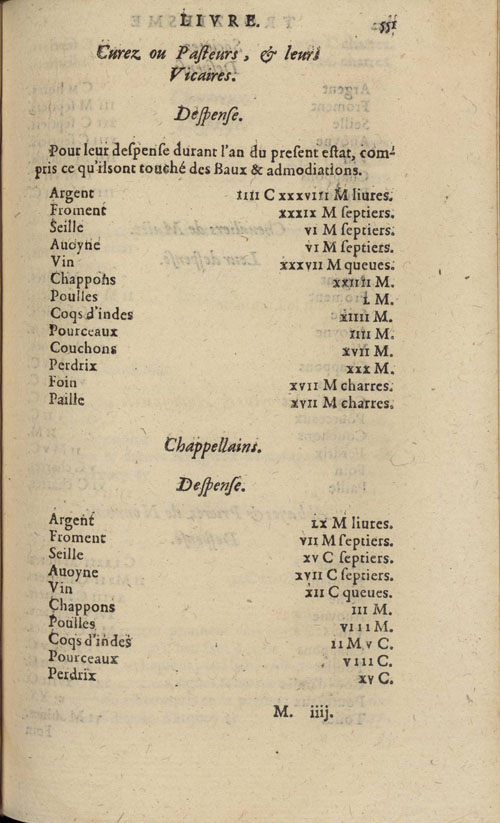 LIVRE. 551
Curez ou Paſteurs, & leurs
Vicaires.
Deſpenſe.
Pour leur deſpenſe durant l'an du preſent eſtat, com-
pris ce qu'ilsont touché des Baux & admodiations.
Argent IIII C XXXVIII M liures.
Froment XXXIX M ſeptiers.
Seille VI M ſeptiers.
Auoyne VI M ſeptiers.
Vin XXXVII M queues.
Chappons XXIIII M.
Poulles L M.
Coqs d'indes XIIII M.
Pourceaux IIII M.
Couchons XVII M.
Perdrix XXX M.
Foin XVII M charres.
Paille XVII M charres.
Chappellains.
Deſpenſe.
Argent LX M liures.
Froment VII M ſeptiers.
Seille XV C ſeptiers.
Auoyne XVII C ſeptiers.
Vin XII C queues.
Chappons III M.
Poulles VIII M.
Coqs d'indes II M V C.
Pourceaux VIII C.
Perdrix XV C.
M. iiij.